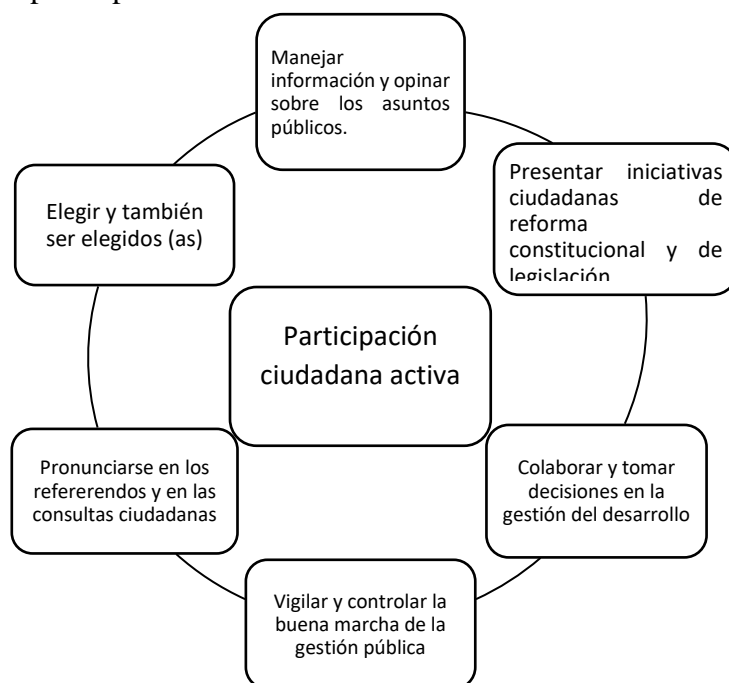 Manejar
información y opinar
sobre los asuntos
públicos.
Presentar iniciativas
ciudadanas de
reforma
constitucional y de
legislación
Elegir y también
ser elegidos (as)
Participación
ciudadana activa
Pronunciarse en los
refererendos y en las
consultas ciudadanas
Colaborar y tomar
decisiones en la
gestión del desarrollo
Vigilar y controlar la
buena marcha de la
gestión pública